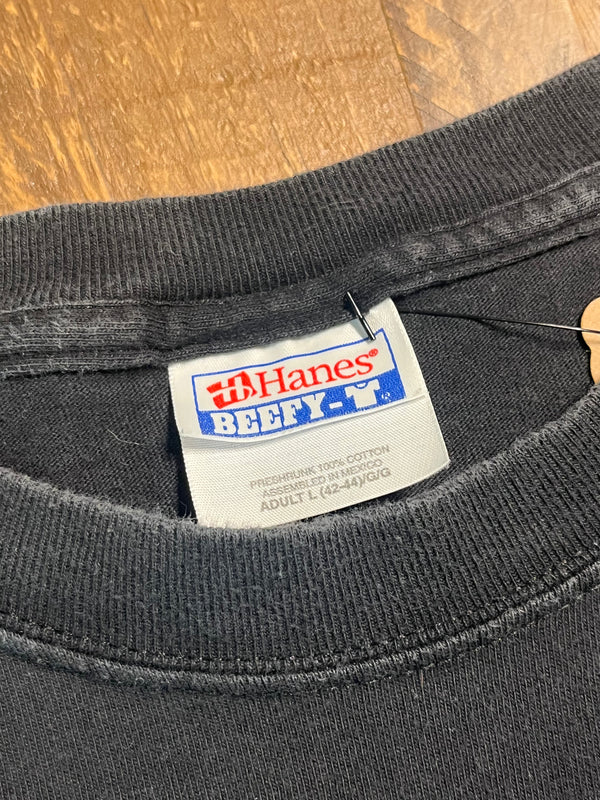 Hanes®
BEEFY-T®
PRESHRUNK 100% COTTON
ASSEMBLED IN MEXICO
ADULT L (42-44)/G/G